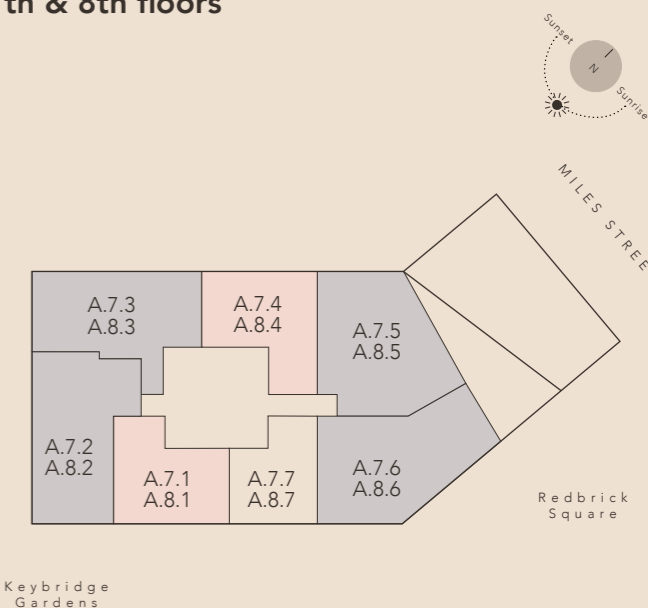 th & 8th floors
Sunset
N
Sunrise
MILES STREE
A.7.3
A.8.3
A.7.4
A.8.4
A.7.5
A.8.5
A.7.2
A.8.2
A.7.1
A.8.1
A.7.7
A.8.7
A.7.6
A.8.6
Redbrick
Square
Keybridge
Gardens